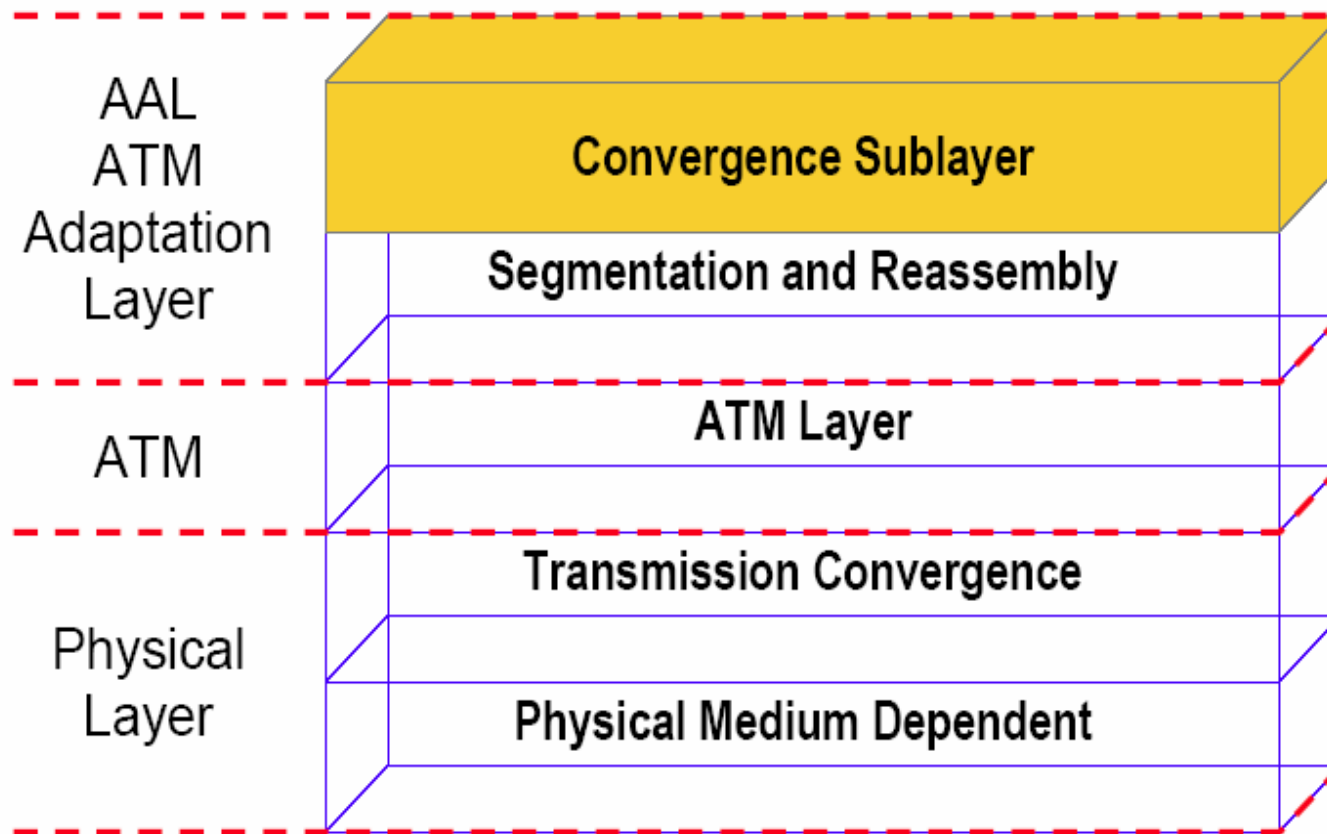 AAL
ATM
Adaptation
Layer
Convergence Sublayer
Segmentation and Reassembly
ATM
ATM Layer
Physical
Layer
Transmission Convergence
Physical Medium Dependent